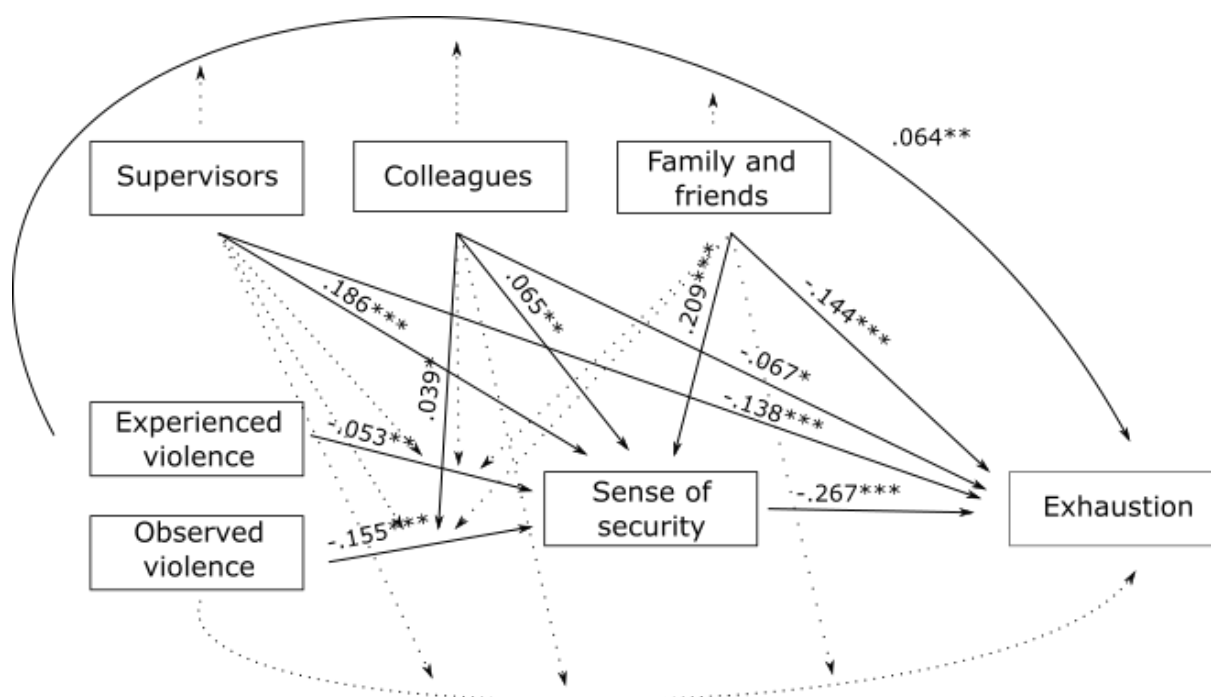 .064**
Supervisors
Colleagues
Family and
friends
.186***
.065**
.209***
-.144***
.039*
-.067*
-.138***
Experienced
violence
-.053**
Sense of
security
-.267***
Exhaustion
Observed
violence
-.155***